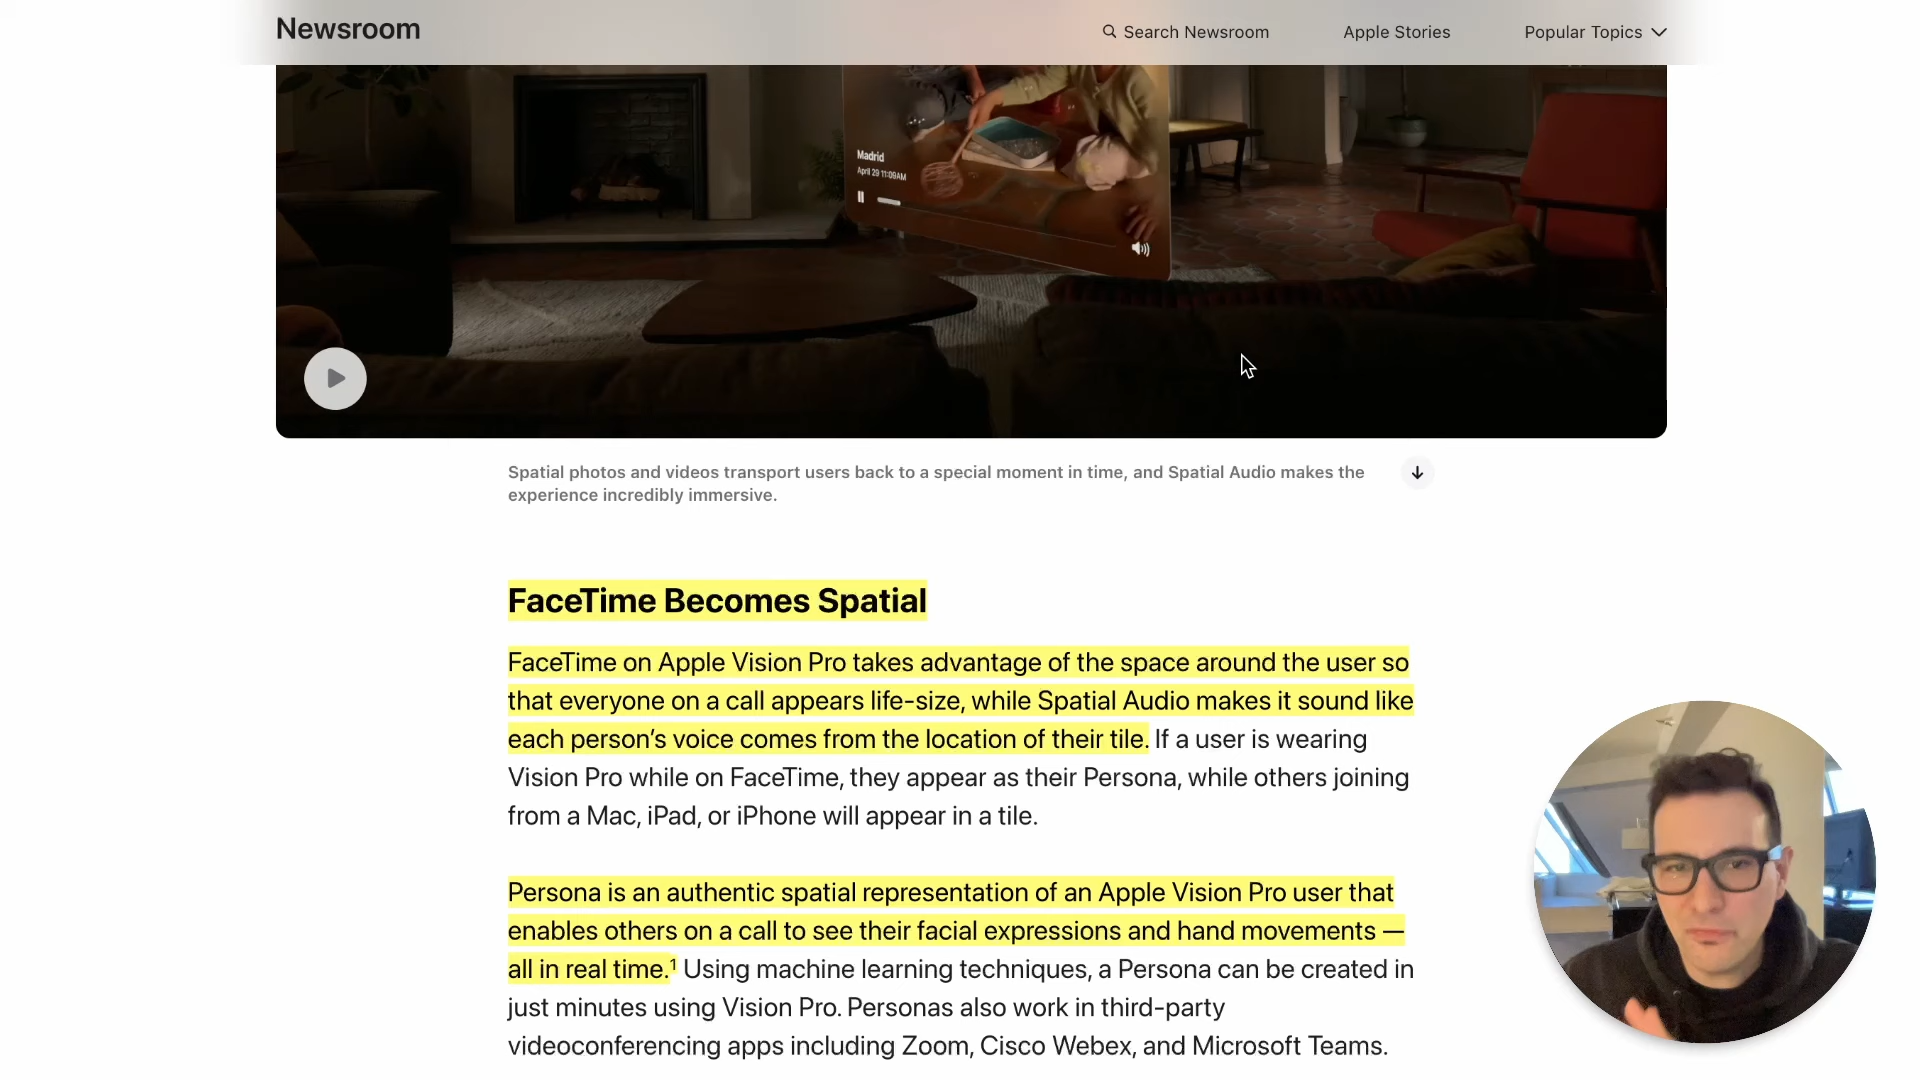 Newsroom
Search Newsroom
Apple Stories
Popular Topics
Madrid
April 29 11:09AM
Spatial photos and videos transport users back to a special moment in time, and Spatial Audio makes the
experience incredibly immersive.
FaceTime Becomes Spatial
FaceTime on Apple Vision Pro takes advantage of the space around the user so
that everyone on a call appears life-size, while Spatial Audio makes it sound like
each person’s voice comes from the location of their tile. If a user is wearing
Vision Pro while on FaceTime, they appear as their Persona, while others joining
from a Mac, iPad, or iPhone will appear in a tile.
Persona is an authentic spatial representation of an Apple Vision Pro user that
enables others on a call to see their facial expressions and hand movements —
all in real time.¹ Using machine learning techniques, a Persona can be created in
just minutes using Vision Pro. Personas also work in third-party
videoconferencing apps including Zoom, Cisco Webex, and Microsoft Teams.